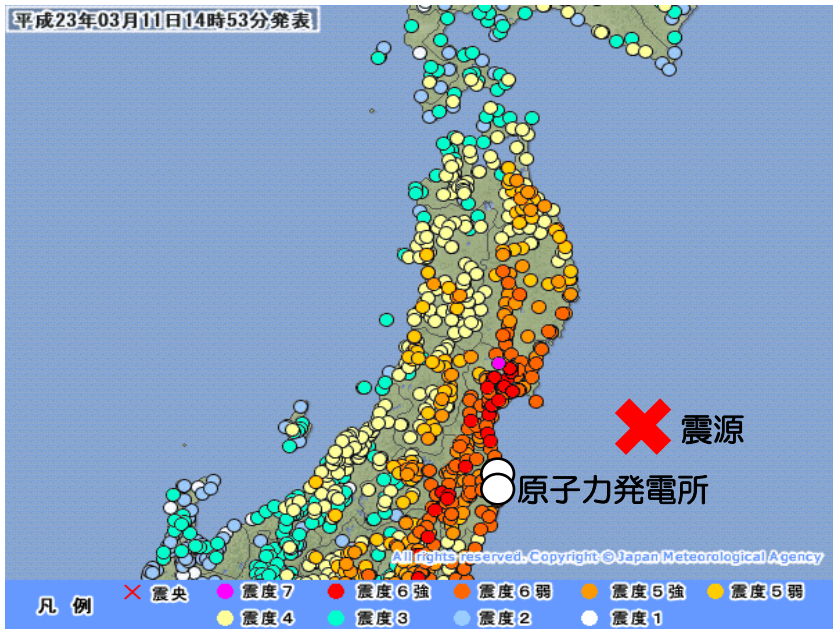 平成23年03月11日14時53分発表
震源
原子力発電所
All rights reserved. Copyright © Japan Meteorological Agency
凡 例 震央 震度7 震度6強 震度6弱 震度5強 震度5弱
震度4 震度3 震度2 震度1